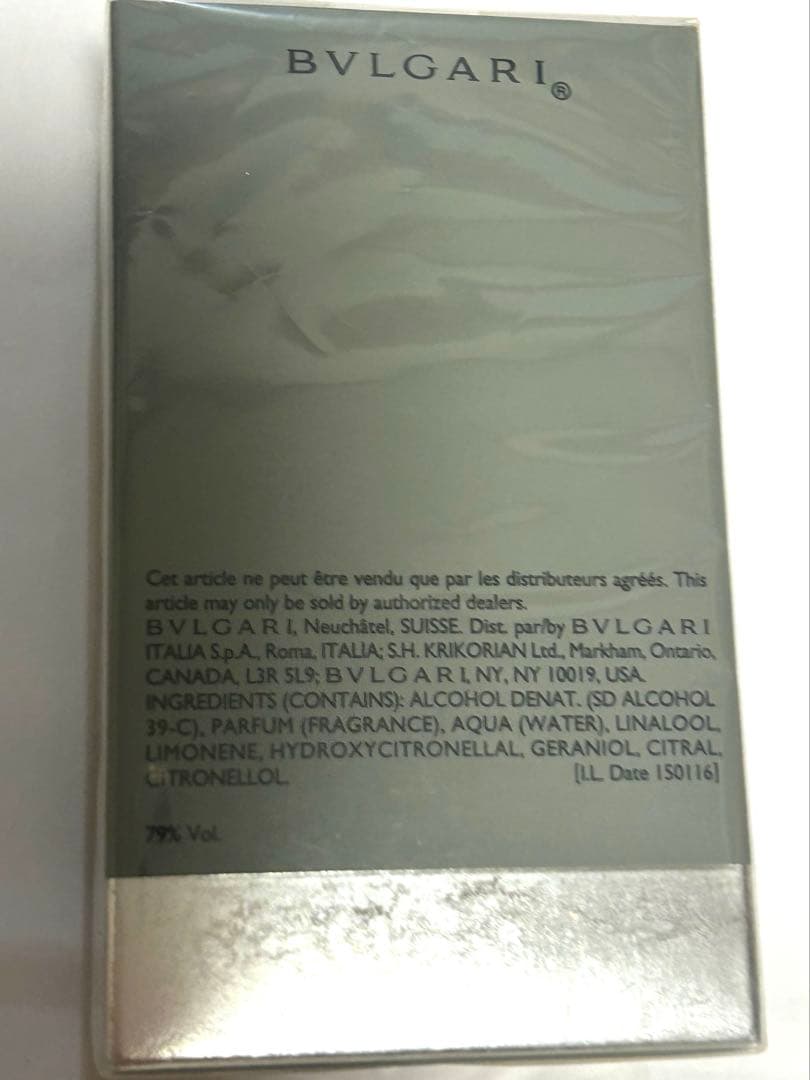 BVLGARI®
Cet article ne peut être vendu que par les distributeurs agréés. This
article may only be sold by authorized dealers.
BVLGARI, Neuchâtel, SUISSE. Dist. par/by BVLGARI
ITALIA S.p.A., Roma, ITALIA; S.H. KRIKORIAN Ltd., Markham, Ontario,
CANADA, L3R 5L9; BVLGARI, NY, NY 10019, USA.
INGREDIENTS (CONTAINS): ALCOHOL DENAT. (SD ALCOHOL
39-C), PARFUM (FRAGRANCE), AQUA (WATER), LINALOOL,
LIMONENE, HYDROXYCITRONELLAL, GERANIOL, CITRAL,
CITRONELLOL. [I.L. Date 150116]
79% Vol.